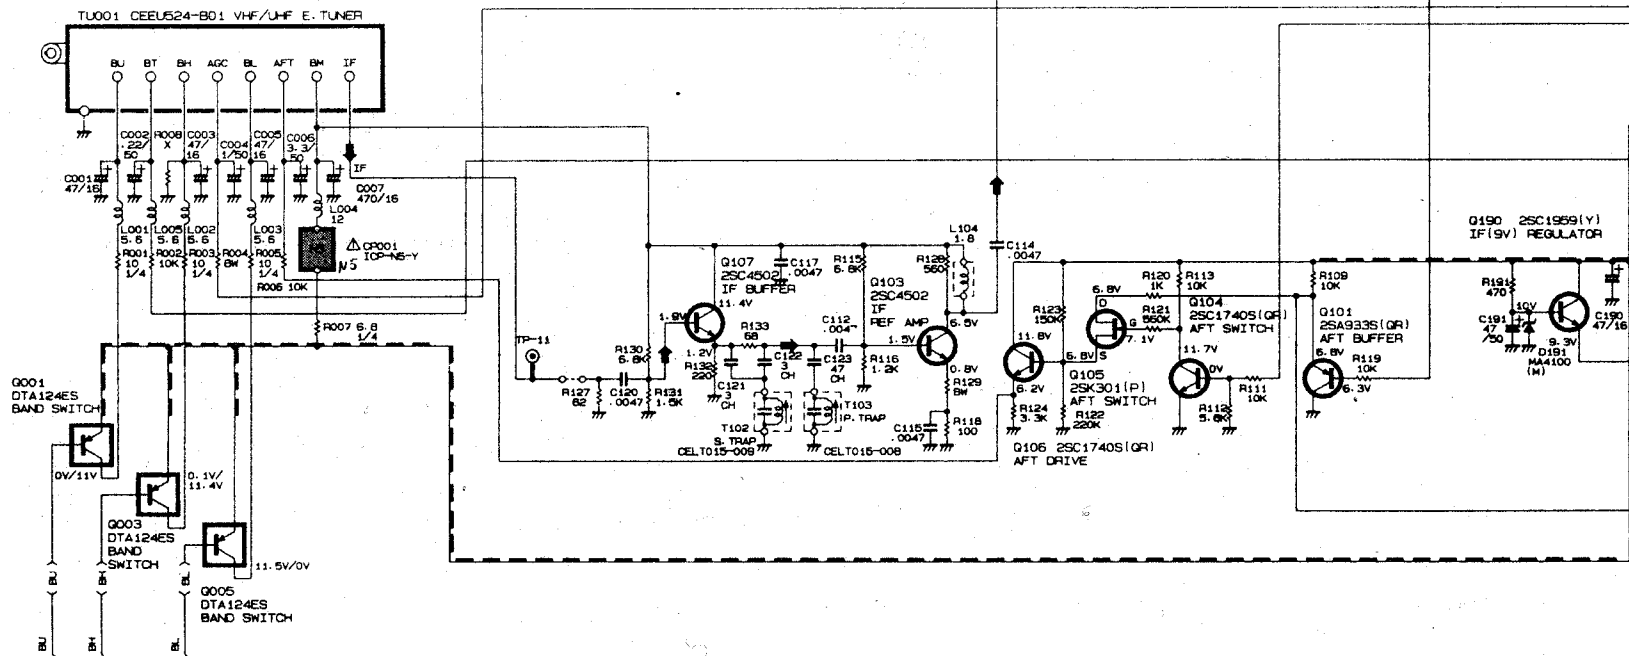 TU001 CEEU524-B01 VHF/UHF E.TUNER
BU BT BH AGC BL AFT BM IF
C002
.22/
50
R008
X
C003
47/
16
C004
1/50
C005
47/
16
C006
3.3/
50
IF
C001
47/16
C007
470/16
L004
12
L001
5.6
L005
5.6
L002
5.6
L003
5.6
CP001
ICP-N5-Y
R001
10
1/4
R002
10K
R003
10
1/4
R004
BW
R005
10
1/4
R006 10K
R007 6.8
1/4
Q001
DTA124ES
BAND SWITCH
0V/11V
0.1V/
11.4V
Q003
DTA124ES
BAND
SWITCH
11.5V/0V
Q005
DTA124ES
BAND SWITCH
BU
BH
BL
BU
BH
BL
TP-11
R127
82
C120
.0047
R130
6.8K
R131
1.5K
1.9V
Q107
2SC4502
IF BUFFER
11.4V
C117
.0047
1.2V
R132
220
R133
68
C121
3
CH
C122
3
CH
T102
S.TRAP
CELT015-009
C123
47
CH
T103
P.TRAP
CELT015-008
C112
.0047
R115
6.8K
Q103
2SC4502
IF
REF AMP
R116
1.2K
1.5V
R128
560
L104
1.8
6.5V
C114
.0047
0.8V
R129
BW
C115
.0047
R118
100
11.8V
6.2V
R124
3.3K
Q106 2SC1740S(QR)
AFT DRIVE
R123
150K
R122
220K
6.8V
D
G
7.1V
6.8V S
Q105
2SK301(P)
AFT SWITCH
R120
1K
R121
560K
R113
10K
Q104
2SC1740S(QR)
AFT SWITCH
11.7V
0V
R112
5.6K
R111
10K
R109
10K
Q101
2SA933S(QR)
AFT BUFFER
6.8V
R119
10K
6.3V
Q190 2SC1959(Y)
IF(9V) REGULATOR
R191
470
10V
C191
47
/50
D191
MA4100
(M)
9.3V
C190
47/16